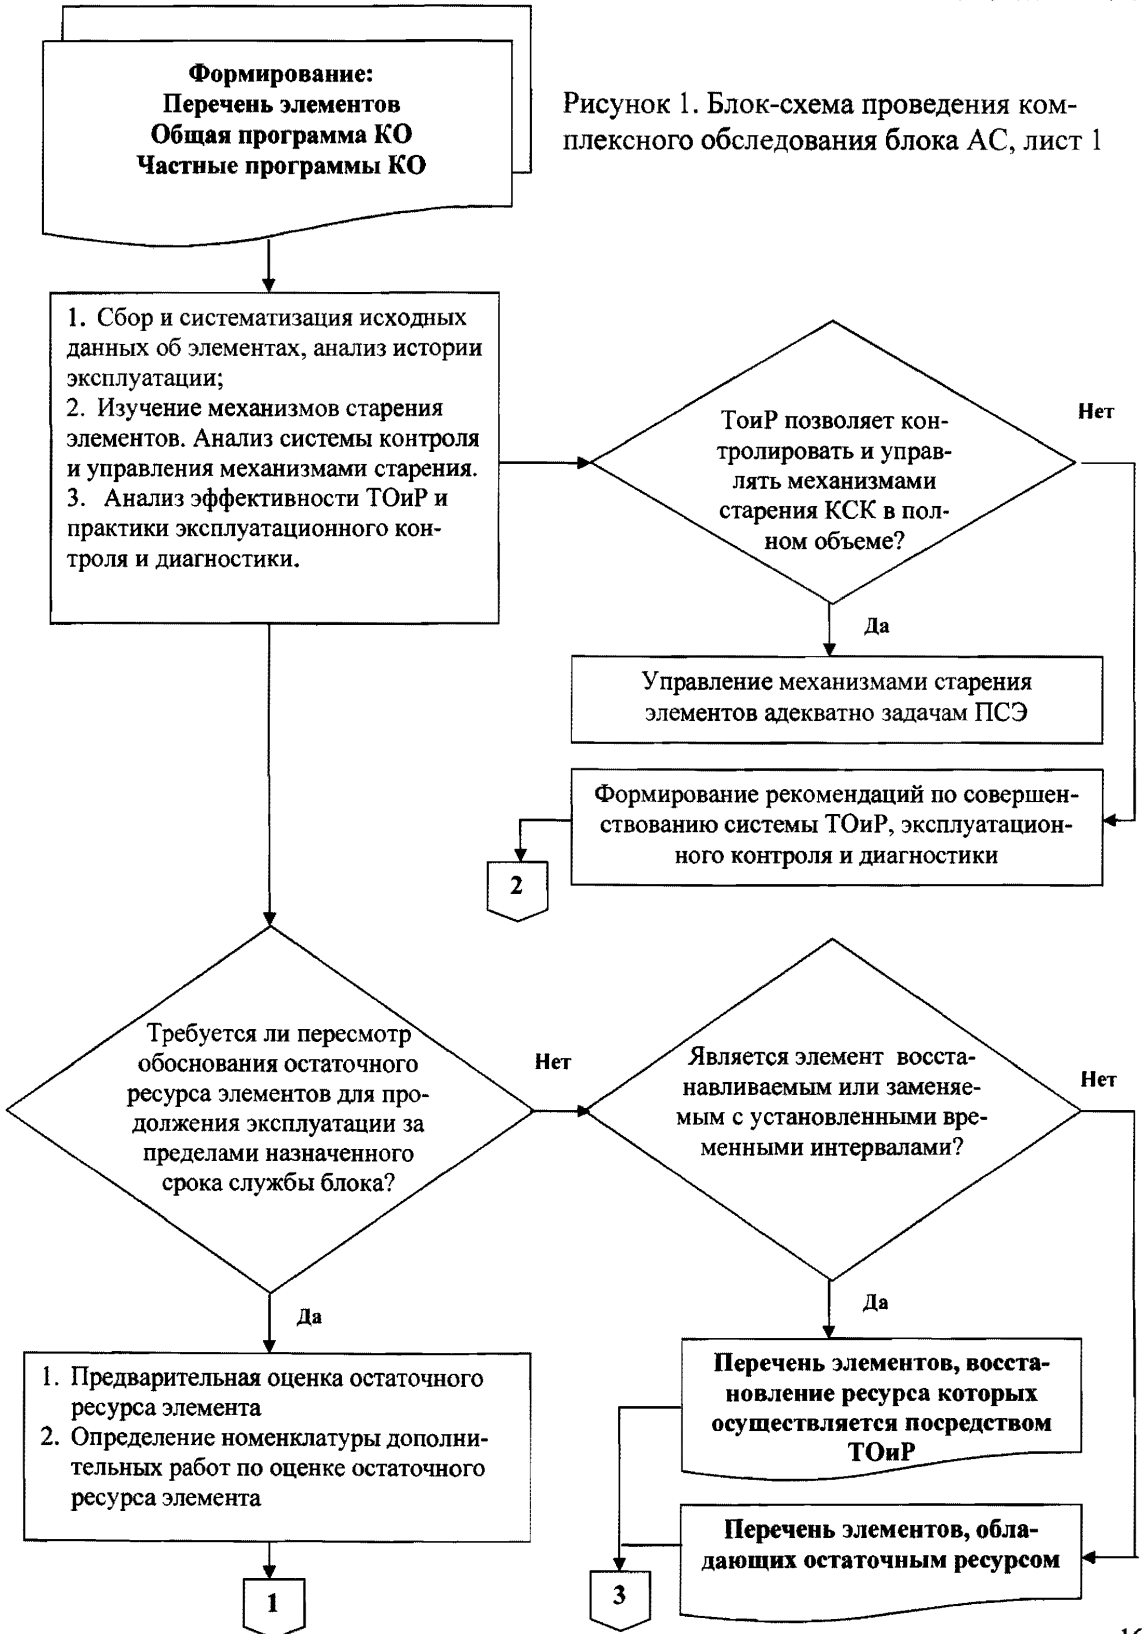 Формирование:
Перечень элементов
Общая программа КО
Частные программы КО
Рисунок 1. Блок-схема проведения ком-
плексного обследования блока АС, лист 1
1. Сбор и систематизация исходных
данных об элементах, анализ истории
эксплуатации;
2. Изучение механизмов старения
элементов. Анализ системы контроля
и управления механизмами старения.
3. Анализ эффективности ТОиР и
практики эксплуатационного кон-
троля и диагностики.
ТоиР позволяет кон-
тролировать и управ-
лять механизмами
старения КСК в пол-
ном объеме?
Нет
Да
Управление механизмами старения
элементов адекватно задачам ПСЭ
Формирование рекомендаций по совершен-
ствованию системы ТОиР, эксплуатацион-
ного контроля и диагностики
2
Требуется ли пересмотр
обоснования остаточного
ресурса элементов для про-
должения эксплуатации за
пределами назначенного
срока службы блока?
Нет
Является элемент восста-
навливаемым или заменяе-
мым с установленными вре-
менными интервалами?
Нет
Да
Да
1. Предварительная оценка остаточного
ресурса элемента
2. Определение номенклатуры дополни-
тельных работ по оценке остаточного
ресурса элемента
Перечень элементов, восста-
новление ресурса которых
осуществляется посредством
ТОиР
Перечень элементов, обла-
дающих остаточным ресурсом
1
3